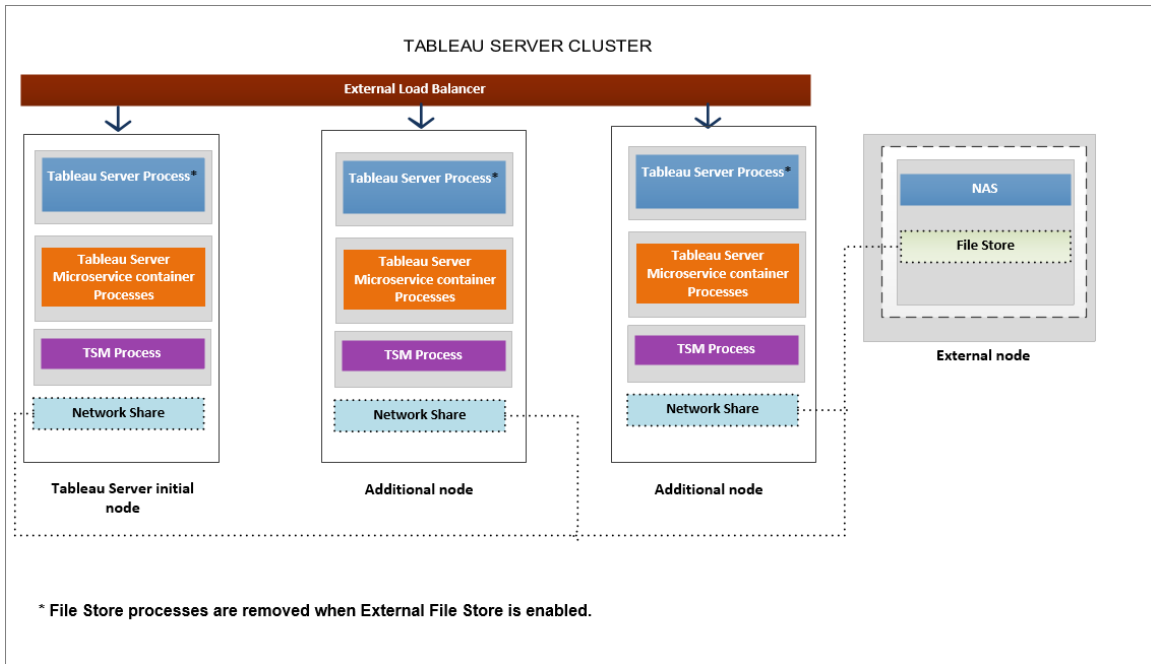 TABLEAU SERVER CLUSTER
External Load Balancer
Tableau Server Process*
Tableau Server
Microservice container
Processes
TSM Process
Network Share
Tableau Server initial
node
Tableau Server Process*
Tableau Server
Microservice container
Processes
TSM Process
Network Share
Additional node
Tableau Server Process*
Tableau Server
Microservice container
Processes
TSM Process
Network Share
Additional node
NAS
File Store
External node
* File Store processes are removed when External File Store is enabled.